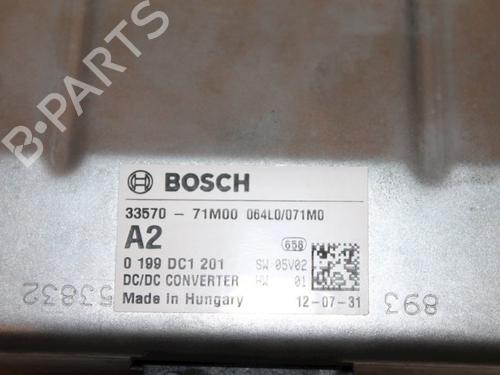 B-PARTS
BOSCH
33570 - 71M00 064L0/071M0
A2
658
0 199 DC1 201 SW 05V02
DC/DC CONVERTER HW 01
Made in Hungary 12-07-31
53832
893